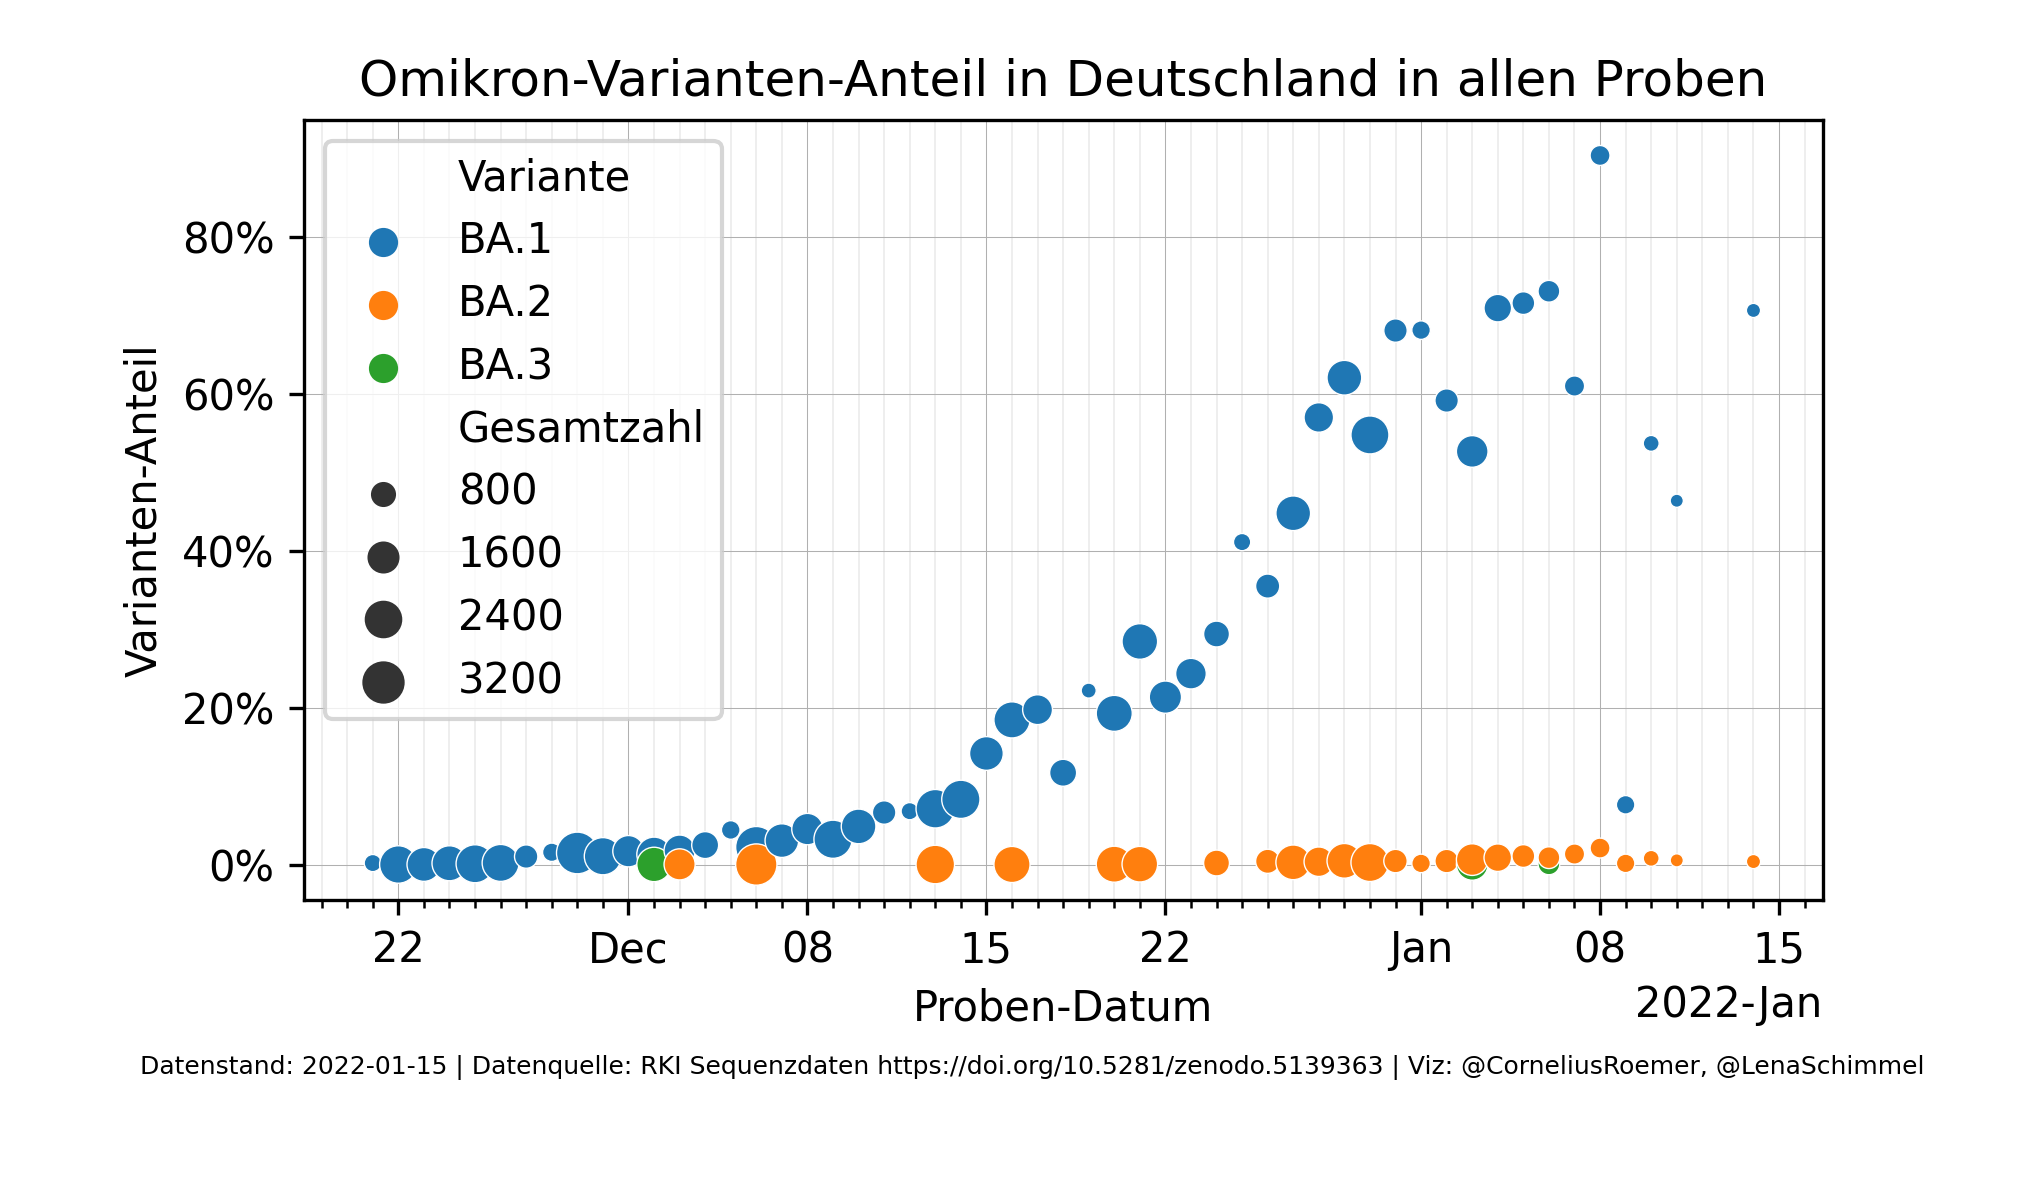 Omikron-Varianten-Anteil in Deutschland in allen Proben
Variante
BA.1
BA.2
BA.3
Gesamtzahl
800
1600
2400
3200
Varianten-Anteil
80%
60%
40%
20%
0%
22 Dec 08 15 22 Jan 08 15
2022-Jan
Proben-Datum
Datenstand: 2022-01-15 | Datenquelle: RKI Sequenzdaten https://doi.org/10.5281/zenodo.5139363 | Viz: @CorneliusRoemer, @LenaSchimmel